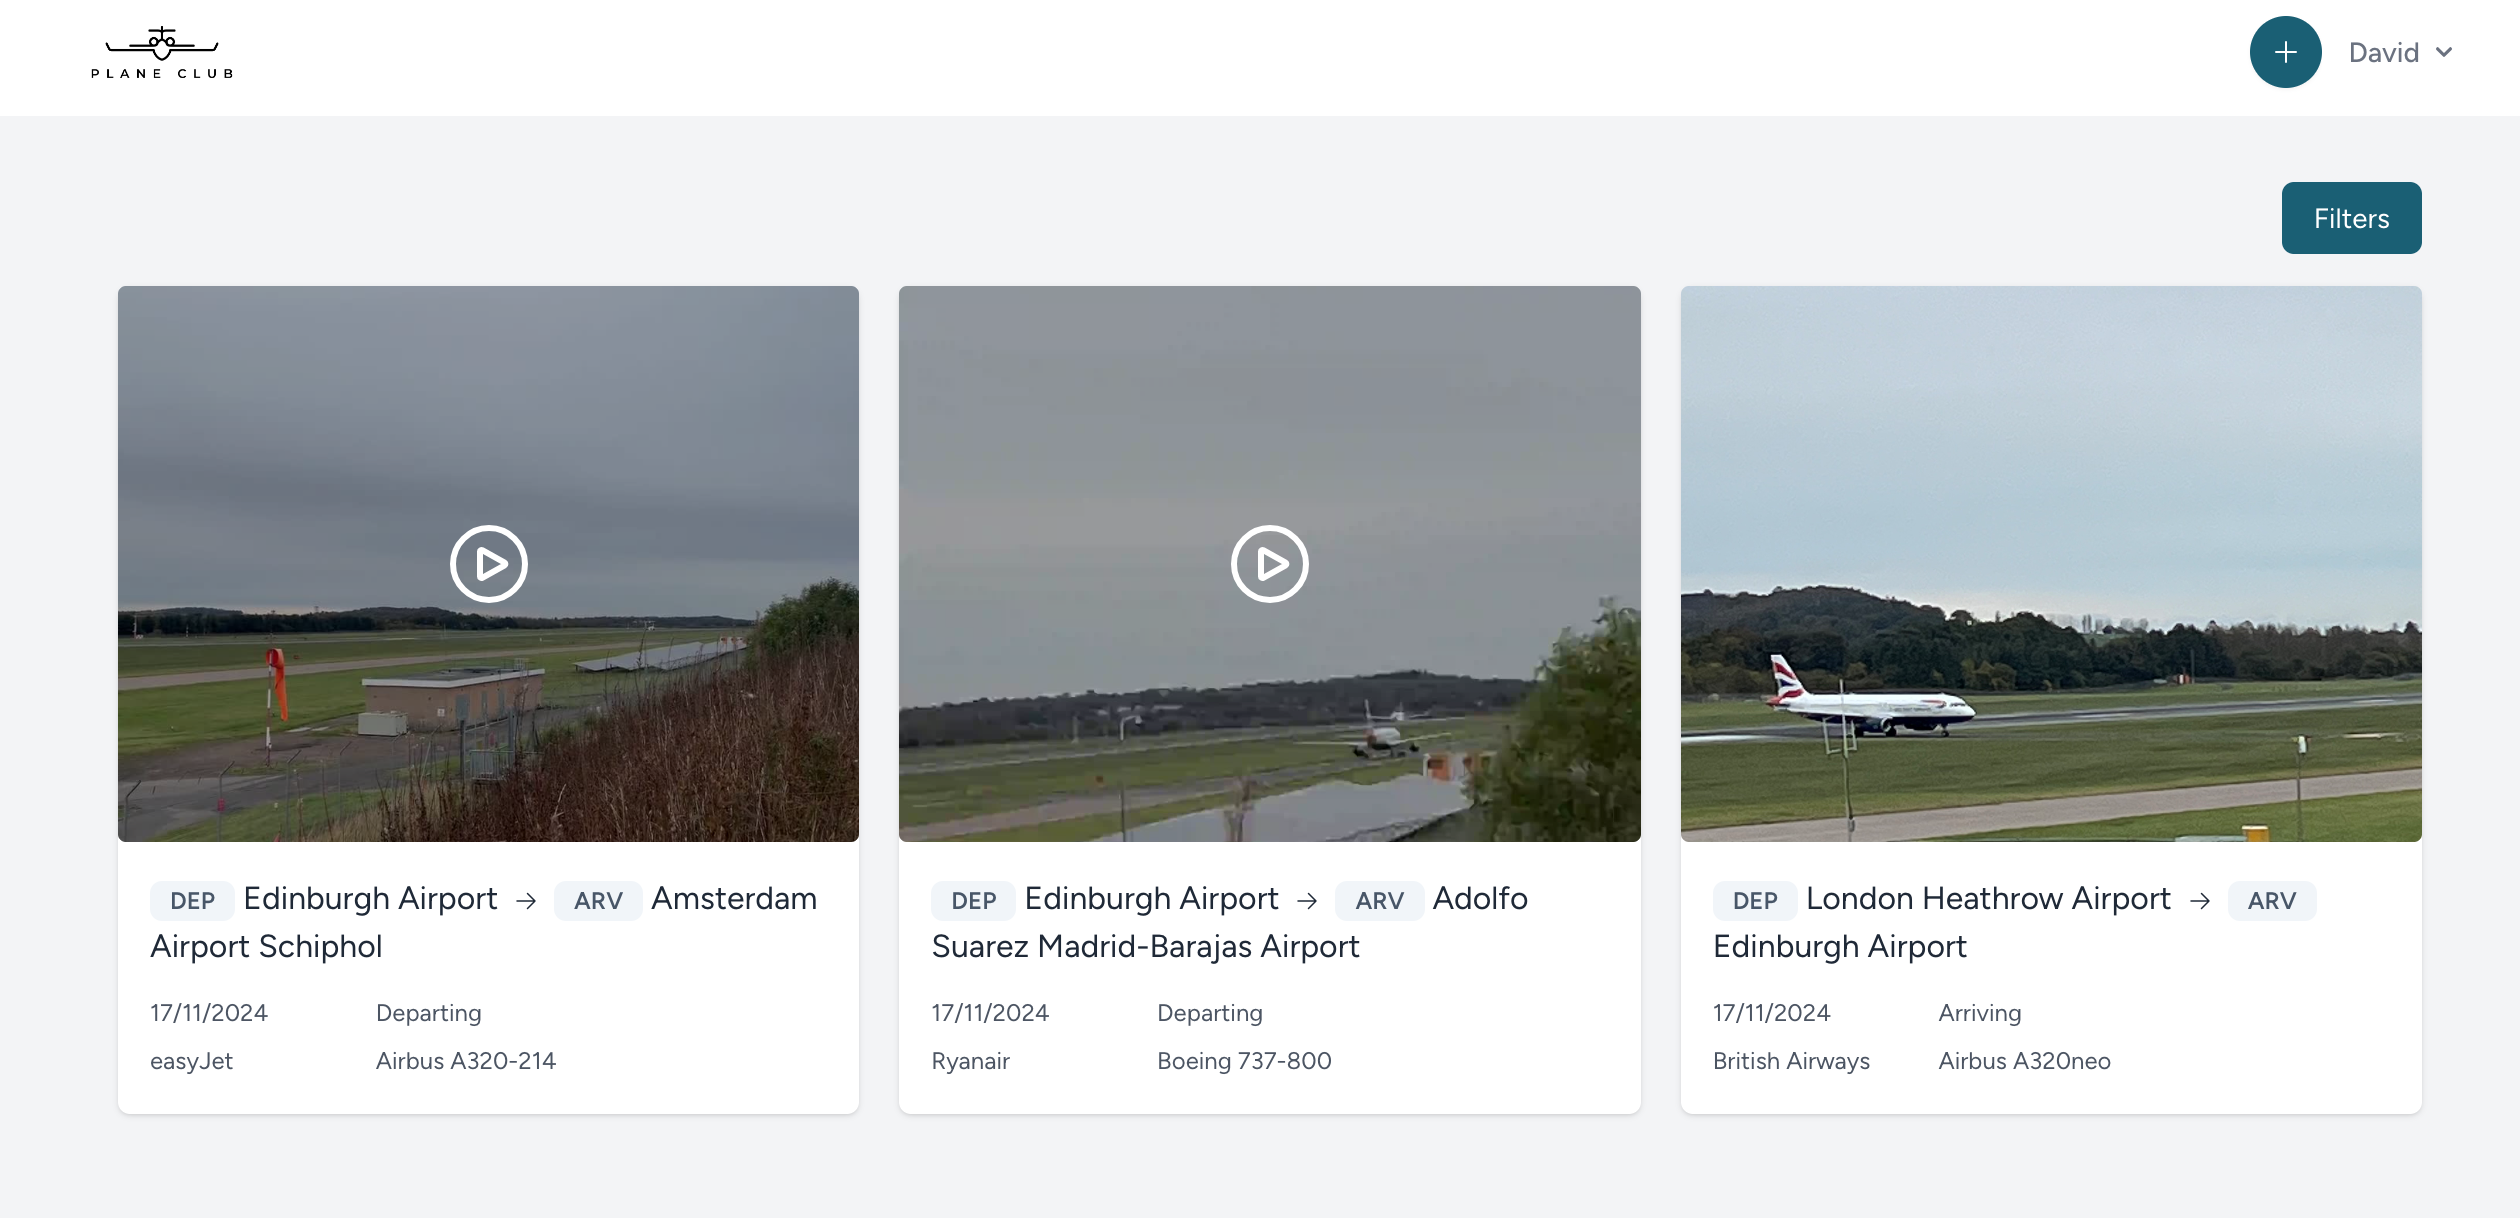 PLANE CLUB
David
Filters
DEP Edinburgh Airport → ARV Amsterdam
Airport Schiphol
17/11/2024 Departing
easyJet Airbus A320-214
DEP Edinburgh Airport → ARV Adolfo
Suarez Madrid-Barajas Airport
17/11/2024 Departing
Ryanair Boeing 737-800
DEP London Heathrow Airport → ARV
Edinburgh Airport
17/11/2024 Arriving
British Airways Airbus A320neo